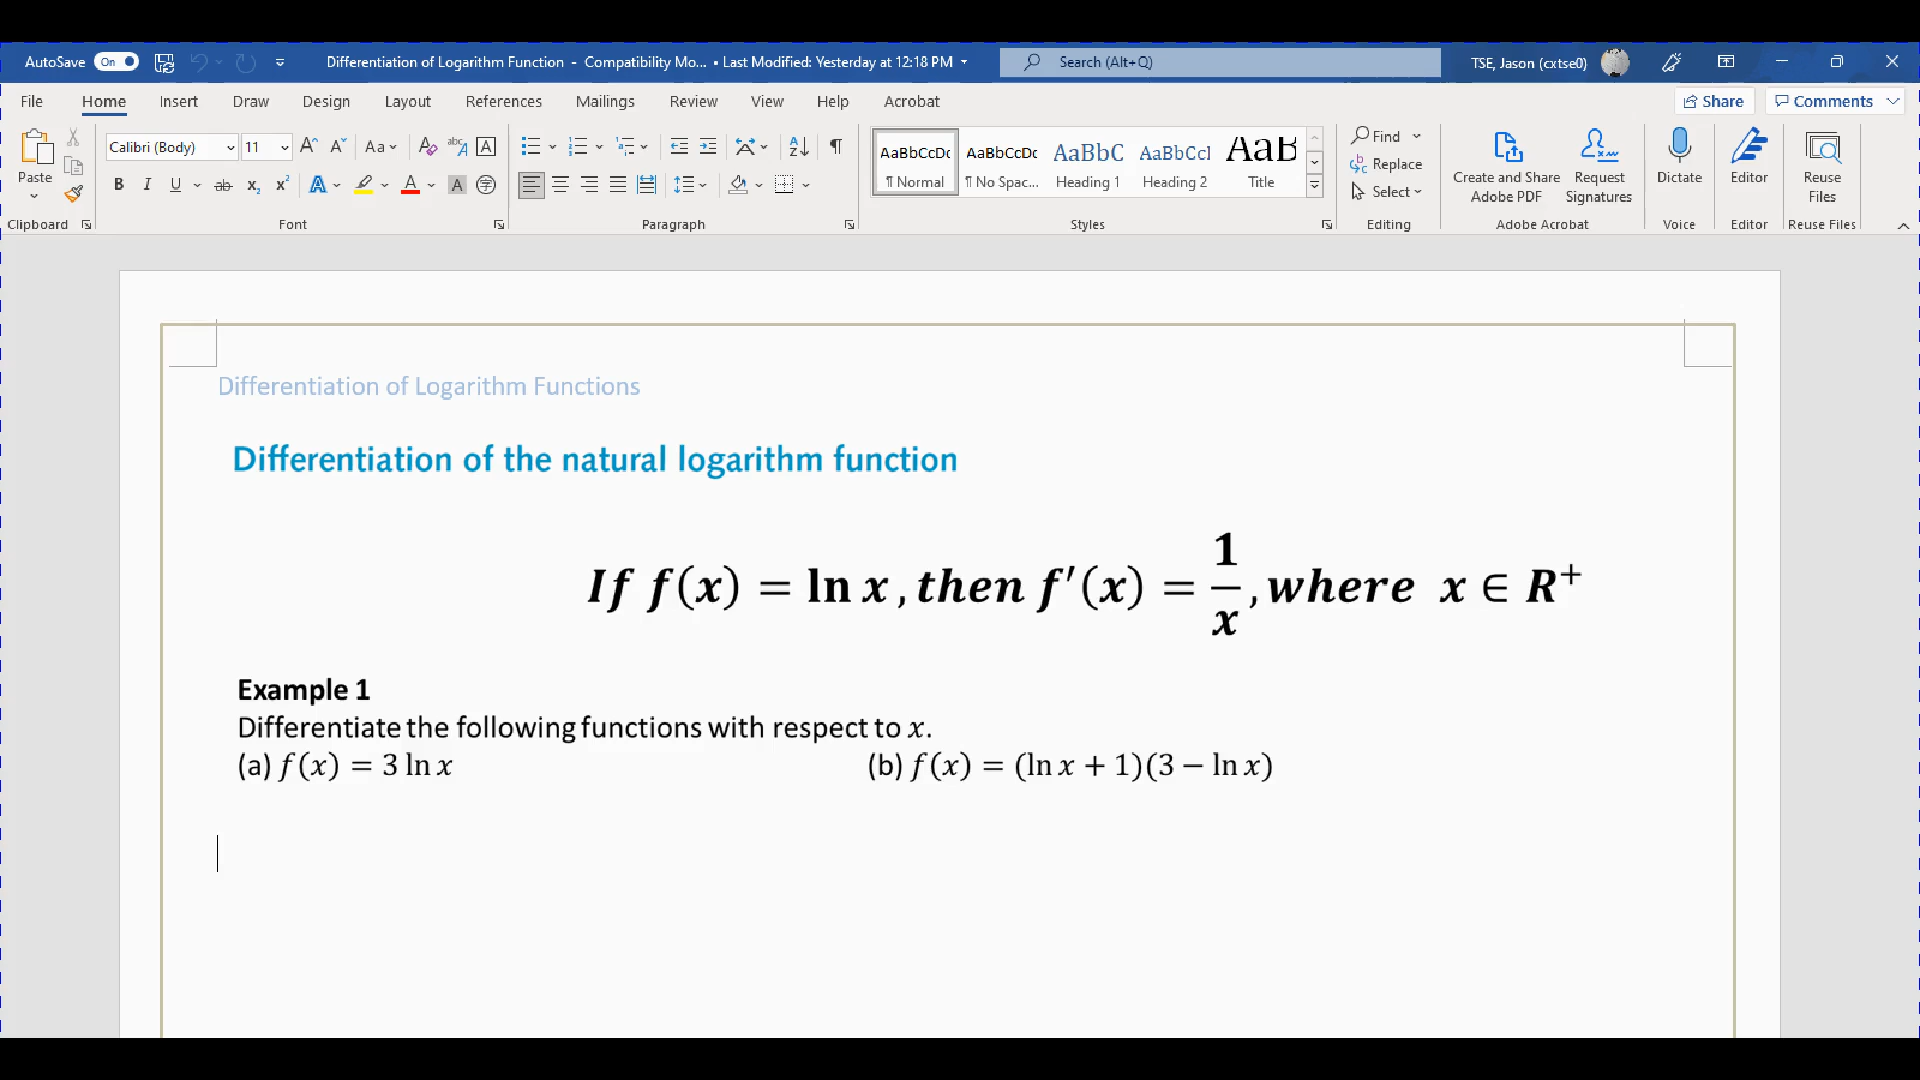 AutoSave On Differentiation of Logarithm Function - Compatibility Mo... • Last Modified: Yesterday at 12:18 PM Search (Alt+Q) TSE, Jason (cxtse0)
File Home Insert Draw Design Layout References Mailings Review View Help Acrobat Share Comments
Paste
Clipboard
Calibri (Body) 11
Font
Paragraph
AaBbCcDc AaBbCcDc AaBbC AaBbCcI AaB
¶ Normal ¶ No Spac... Heading 1 Heading 2 Title
Styles
Find
Replace
Select
Editing
Create and Share Adobe PDF
Request Signatures
Adobe Acrobat
Dictate
Voice
Editor
Editor
Reuse Files
Reuse Files
Differentiation of Logarithm Functions
Differentiation of the natural logarithm function
If f(x) = ln x, then f′(x) = 1/x, where x ∈ R⁺
Example 1
Differentiate the following functions with respect to x.
(a) f(x) = 3 ln x (b) f(x) = (ln x + 1)(3 − ln x)